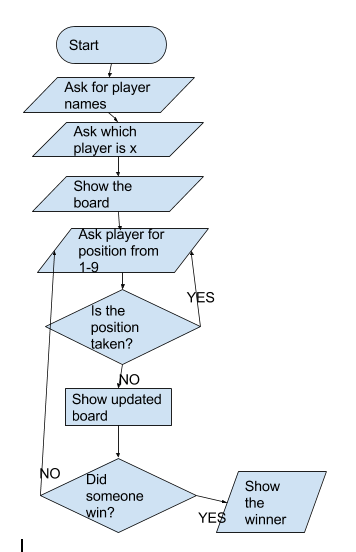 Start
Ask for player
names
Ask which
player is x
Show the
board
Ask player for
position from
1-9
YES
Is the
position
taken?
NO
Show updated
board
NO
Did
someone
win?
YES
Show
the
winner